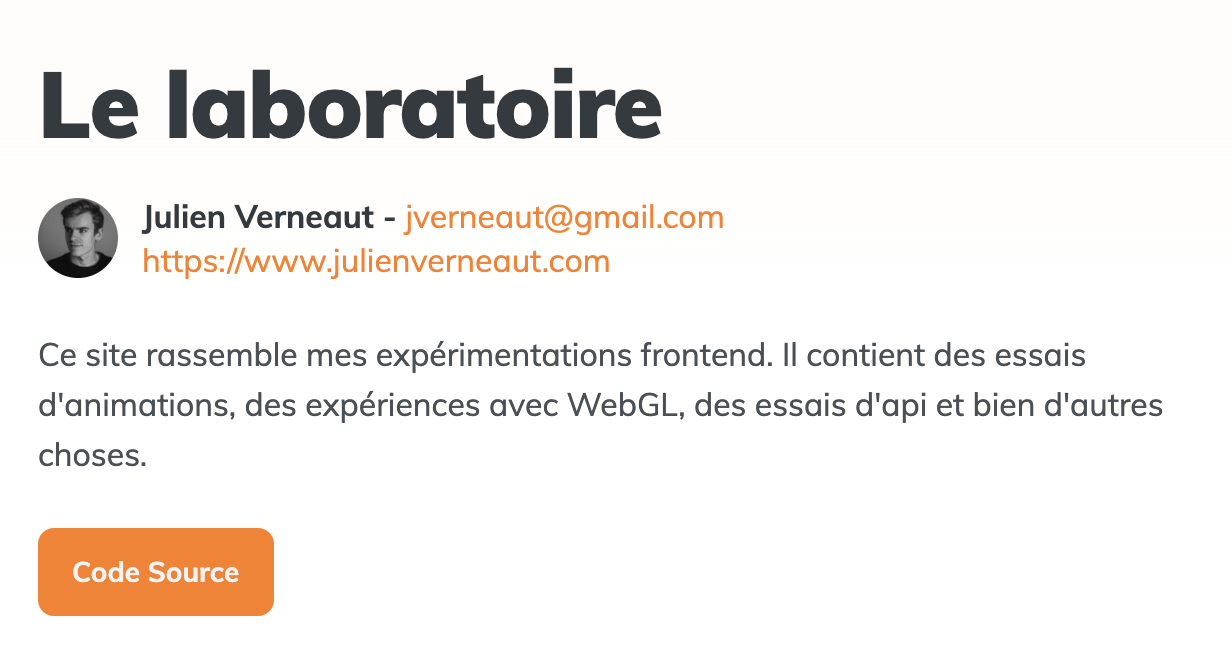 Le laboratoire
Julien Verneaut - jverneaut@gmail.com
https://www.julienverneaut.com
Ce site rassemble mes expérimentations frontend. Il contient des essais
d'animations, des expériences avec WebGL, des essais d'api et bien d'autres
choses.
Code Source